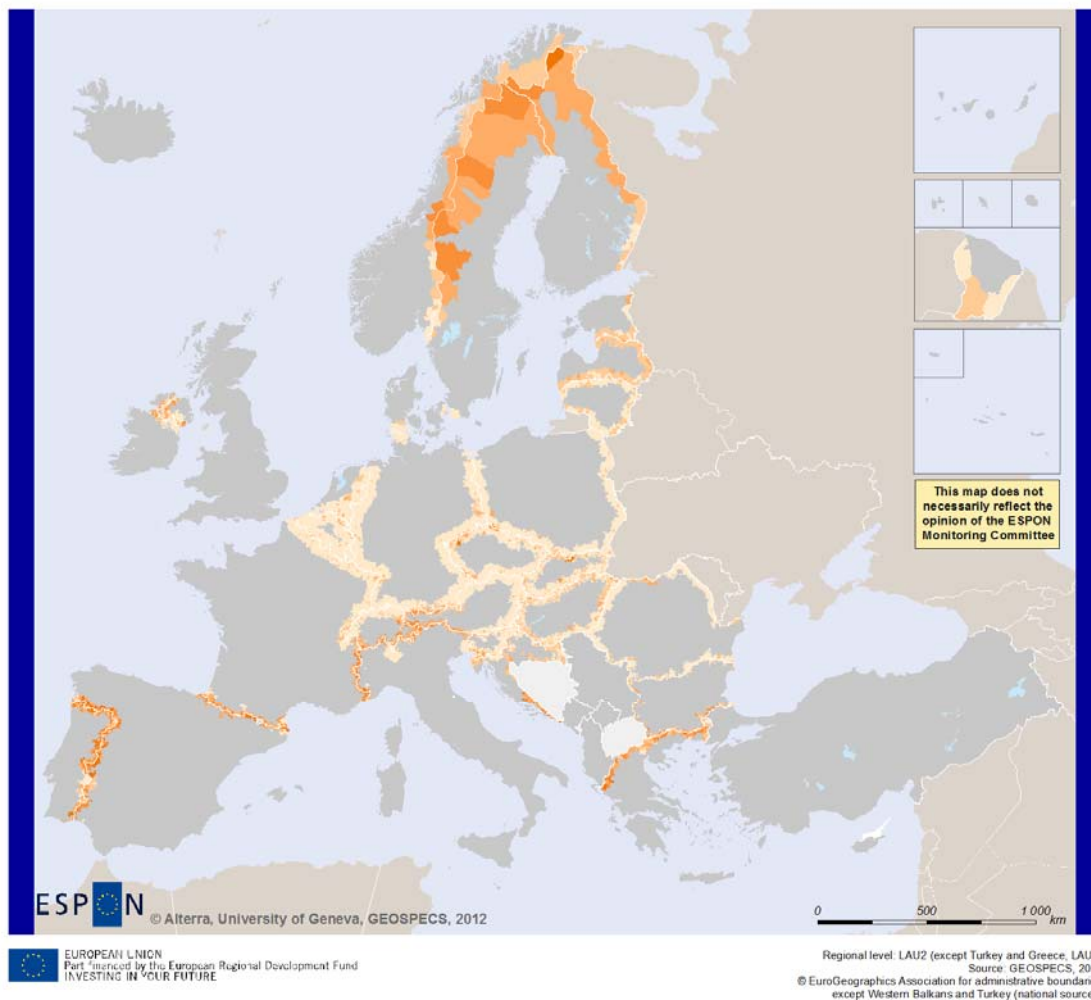 This map does not
necessarily reflect the
opinion of the ESPON
Monitoring Committee
ESPON
© Alterra, University of Geneva, GEOSPECS, 2012
0 500 1 000
km
EUROPEAN UNION
Part financed by the European Regional Development Fund
INVESTING IN YOUR FUTURE
Regional level: LAU2 (except Turkey and Greece, LAU
Source: GEOSPECS, 20
© EuroGeographics Association for administrative boundar
except Western Balkans and Turkey (national source